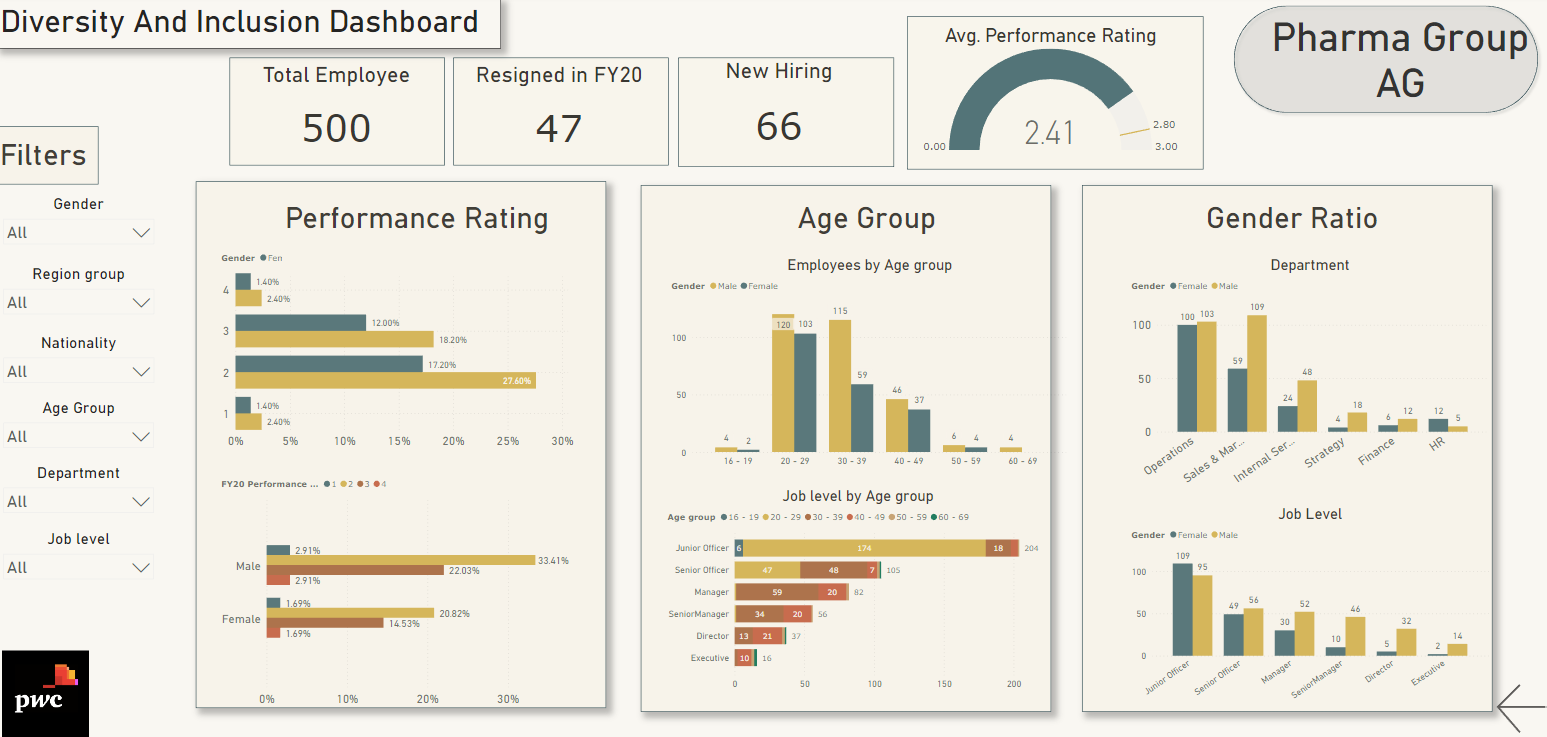 Diversity And Inclusion Dashboard
Total Employee
500
Resigned in FY20
47
New Hiring
66
Avg. Performance Rating
2.41
0.00
2.80
3.00
Pharma Group
AG
Filters
Gender
All
Region group
All
Nationality
All
Age Group
All
Department
All
Job level
All
pwc
Performance Rating
Gender Fen
4 1.40%
2.40%
3 12.00%
18.20%
2 17.20%
27.60%
1 1.40%
2.40%
0% 5% 10% 15% 20% 25% 30%
FY20 Performance ... 1 2 3 4
Male 2.91%
33.41%
22.03%
2.91%
Female 1.69%
20.82%
14.53%
1.69%
0% 10% 20% 30%
Age Group
Employees by Age group
Gender Male Female
100
50
0
4 2 120 103 115 59 46 37 6 4 4
16 - 19 20 - 29 30 - 39 40 - 49 50 - 59 60 - 69
Job level by Age group
Age group 16 - 19 20 - 29 30 - 39 40 - 49 50 - 59 60 - 69
Junior Officer 6 174 18 204
Senior Officer 47 48 7 105
Manager 59 20 82
SeniorManager 34 20 56
Director 13 21 37
Executive 10 16
0 50 100 150 200
Gender Ratio
Department
Gender Female Male
100
50
0
100 103 59 109 24 48 4 18 6 12 12 5
Operations Sales & Mar... Internal Ser... Strategy Finance HR
Job Level
Gender Female Male
100
50
0
109 95 49 56 30 52 10 46 5 32 2 14
Junior Officer Senior Officer Manager SeniorManager Director Executive